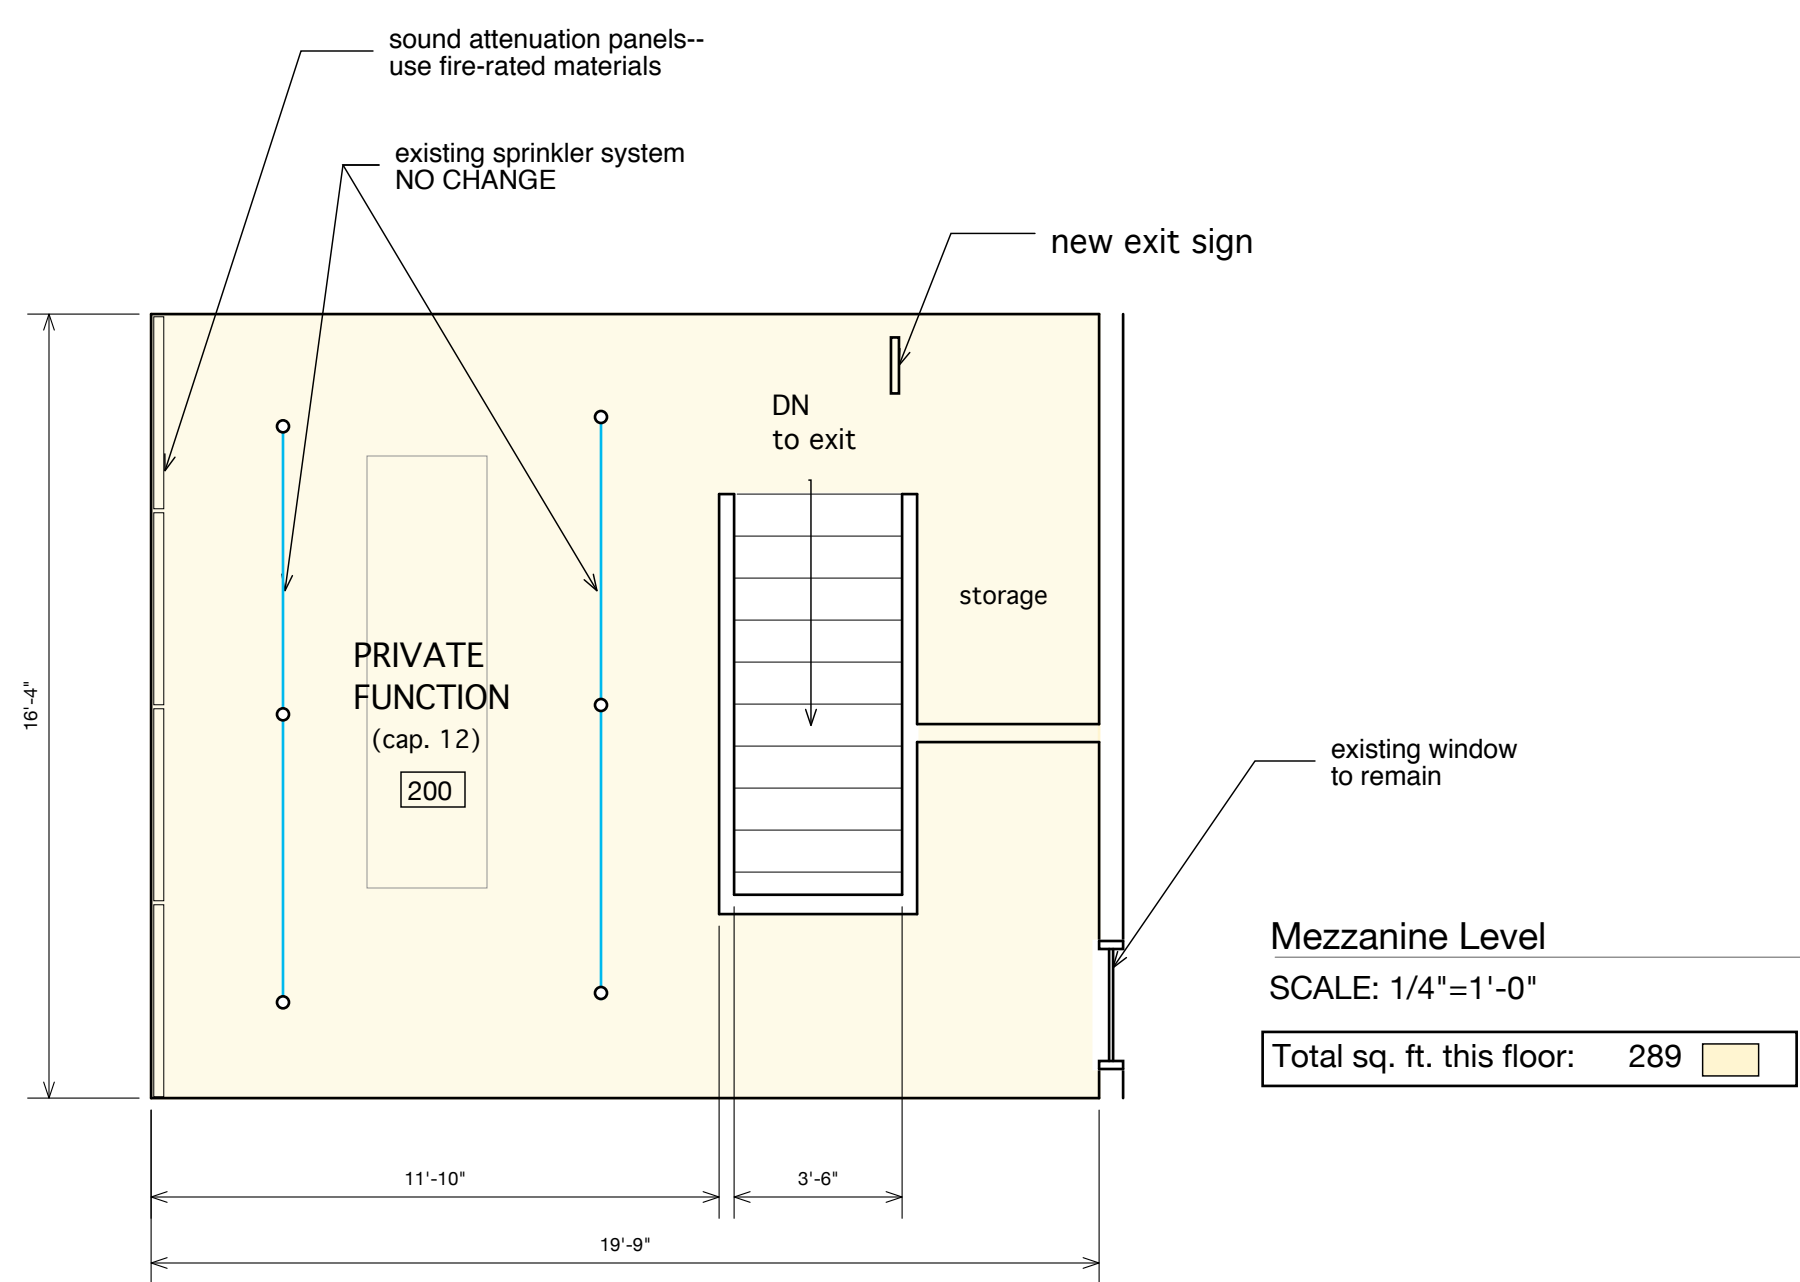 sound attenuation panels--
use fire-rated materials
existing sprinkler system
NO CHANGE
new exit sign
DN
to exit
storage
PRIVATE
FUNCTION
(cap. 12)
200
16'-4"
existing window
to remain
Mezzanine Level
SCALE: 1/4"=1'-0"
Total sq. ft. this floor: 289
11'-10"
3'-6"
19'-9"